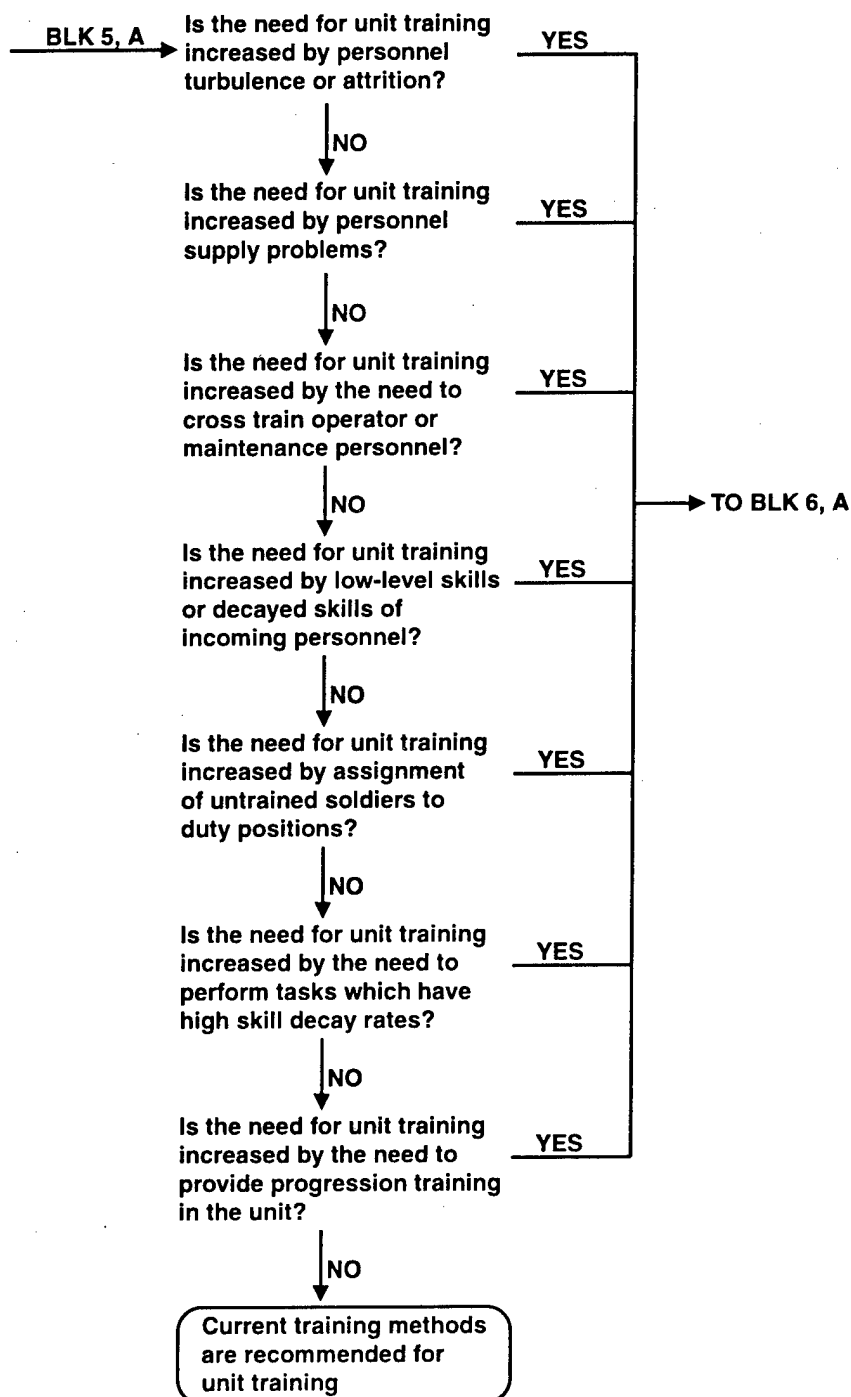 BLK 5, A
Is the need for unit training
increased by personnel
turbulence or attrition?
YES
NO
Is the need for unit training
increased by personnel
supply problems?
YES
NO
Is the need for unit training
increased by the need to
cross train operator or
maintenance personnel?
YES
TO BLK 6, A
NO
Is the need for unit training
increased by low-level skills
or decayed skills of
incoming personnel?
YES
NO
Is the need for unit training
increased by assignment
of untrained soldiers to
duty positions?
YES
NO
Is the need for unit training
increased by the need to
perform tasks which have
high skill decay rates?
YES
NO
Is the need for unit training
increased by the need to
provide progression training
in the unit?
YES
NO
Current training methods
are recommended for
unit training